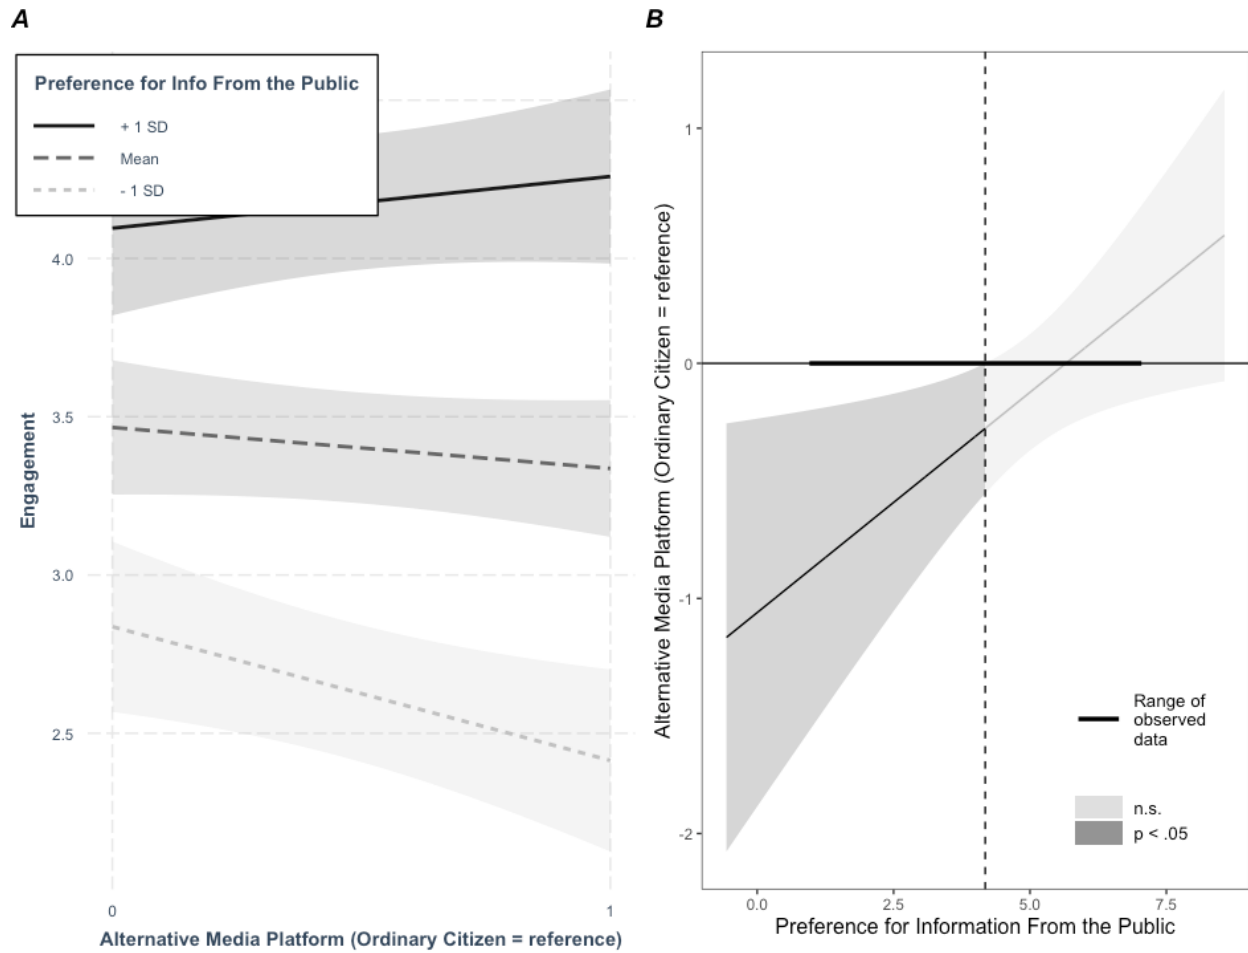 A
Preference for Info From the Public
+ 1 SD
Mean
- 1 SD
4.0
3.5
3.0
2.5
Engagement
0
1
Alternative Media Platform (Ordinary Citizen = reference)
B
1
0
-1
-2
Alternative Media Platform (Ordinary Citizen = reference)
Range of
observed
data
n.s.
p < .05
0.0
2.5
5.0
7.5
Preference for Information From the Public